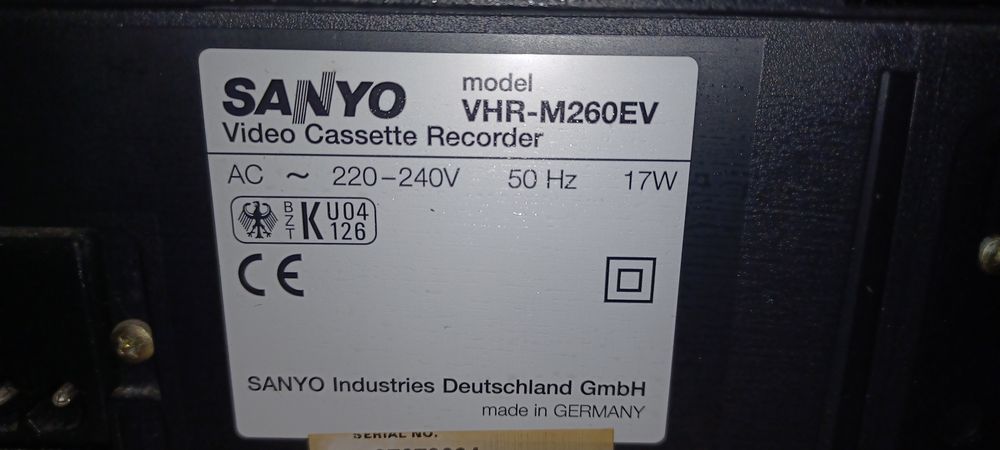 SANYO
model
VHR-M260EV
Video Cassette Recorder
AC ~ 220-240V 50 Hz 17W
BZT K U04
126
CE
SANYO Industries Deutschland GmbH
made in GERMANY
SERIAL NO.